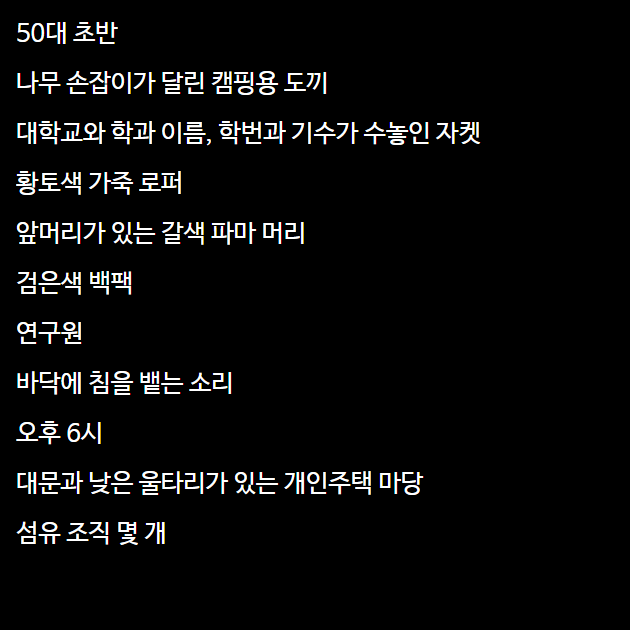 50대 초반
나무 손잡이가 달린 캠핑용 도끼
대학교와 학과 이름, 학번과 기수가 수놓인 자켓
황토색 가죽 로퍼
앞머리가 있는 갈색 파마 머리
검은색 백팩
연구원
바닥에 침을 뱉는 소리
오후 6시
대문과 낮은 울타리가 있는 개인주택 마당
섬유 조직 몇 개